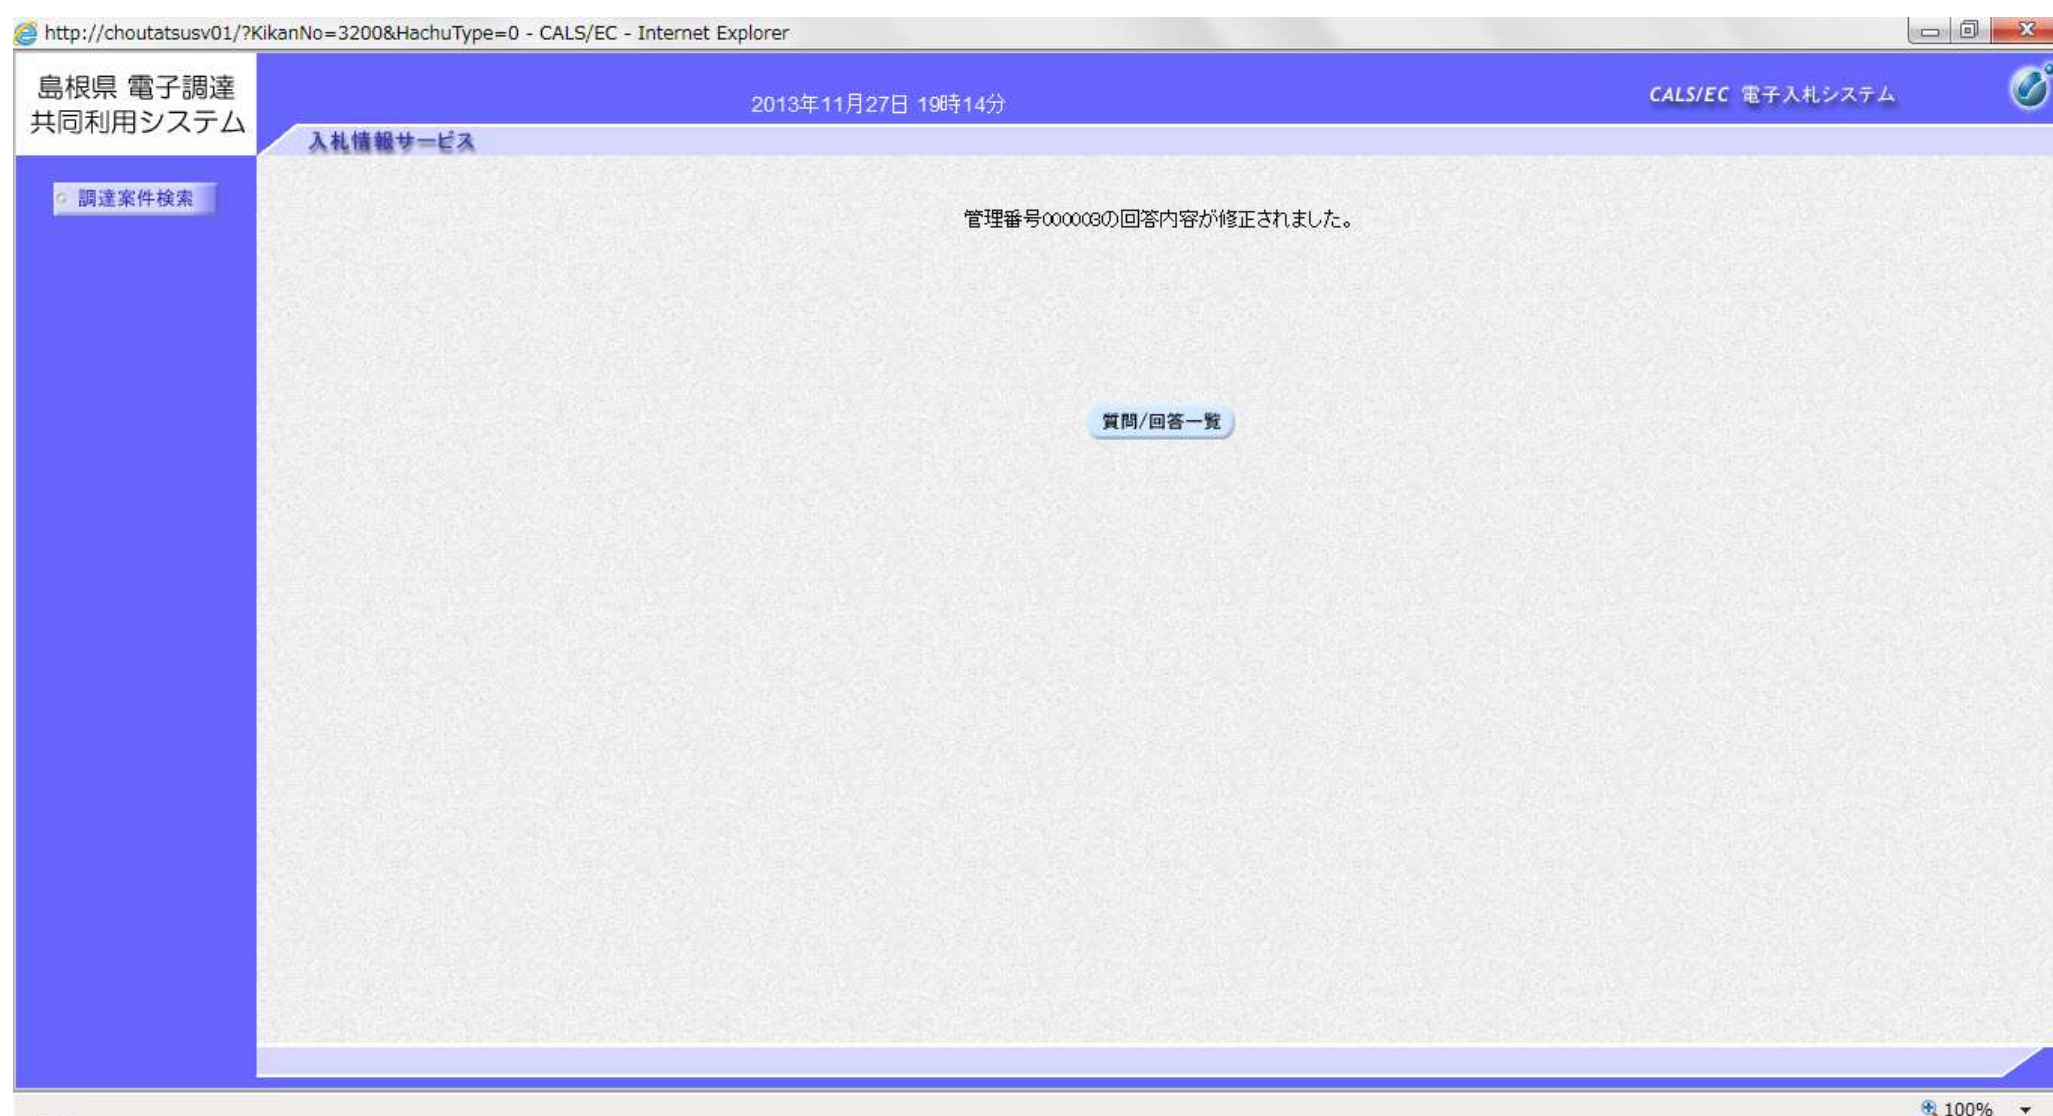 http://choutatsusv01/?KikanNo=3200&HachuType=0 - CALS/EC - Internet Explorer
島根県 電子調達
共同利用システム
2013年11月27日 19時14分
CALS/EC 電子入札システム
入札情報サービス
調達案件検索
管理番号000003の回答内容が修正されました。
質問/回答一覧
100%